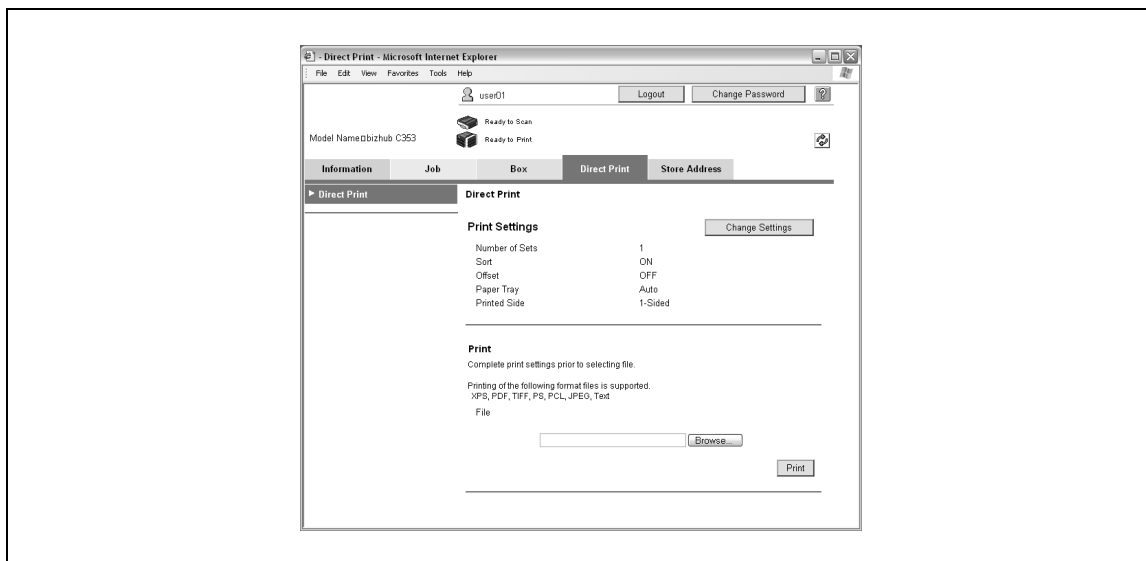 - Direct Print - Microsoft Internet Explorer
File Edit View Favorites Tools Help
user01 Logout Change Password ?
Ready to Scan
Model Name□bizhub C353 Ready to Print
Information Job Box Direct Print Store Address
Direct Print Direct Print
Print Settings Change Settings
Number of Sets 1
Sort ON
Offset OFF
Paper Tray Auto
Printed Side 1-Sided
Print
Complete print settings prior to selecting file.
Printing of the following format files is supported.
XPS, PDF, TIFF, PS, PCL, JPEG, Text
File
Browse...
Print